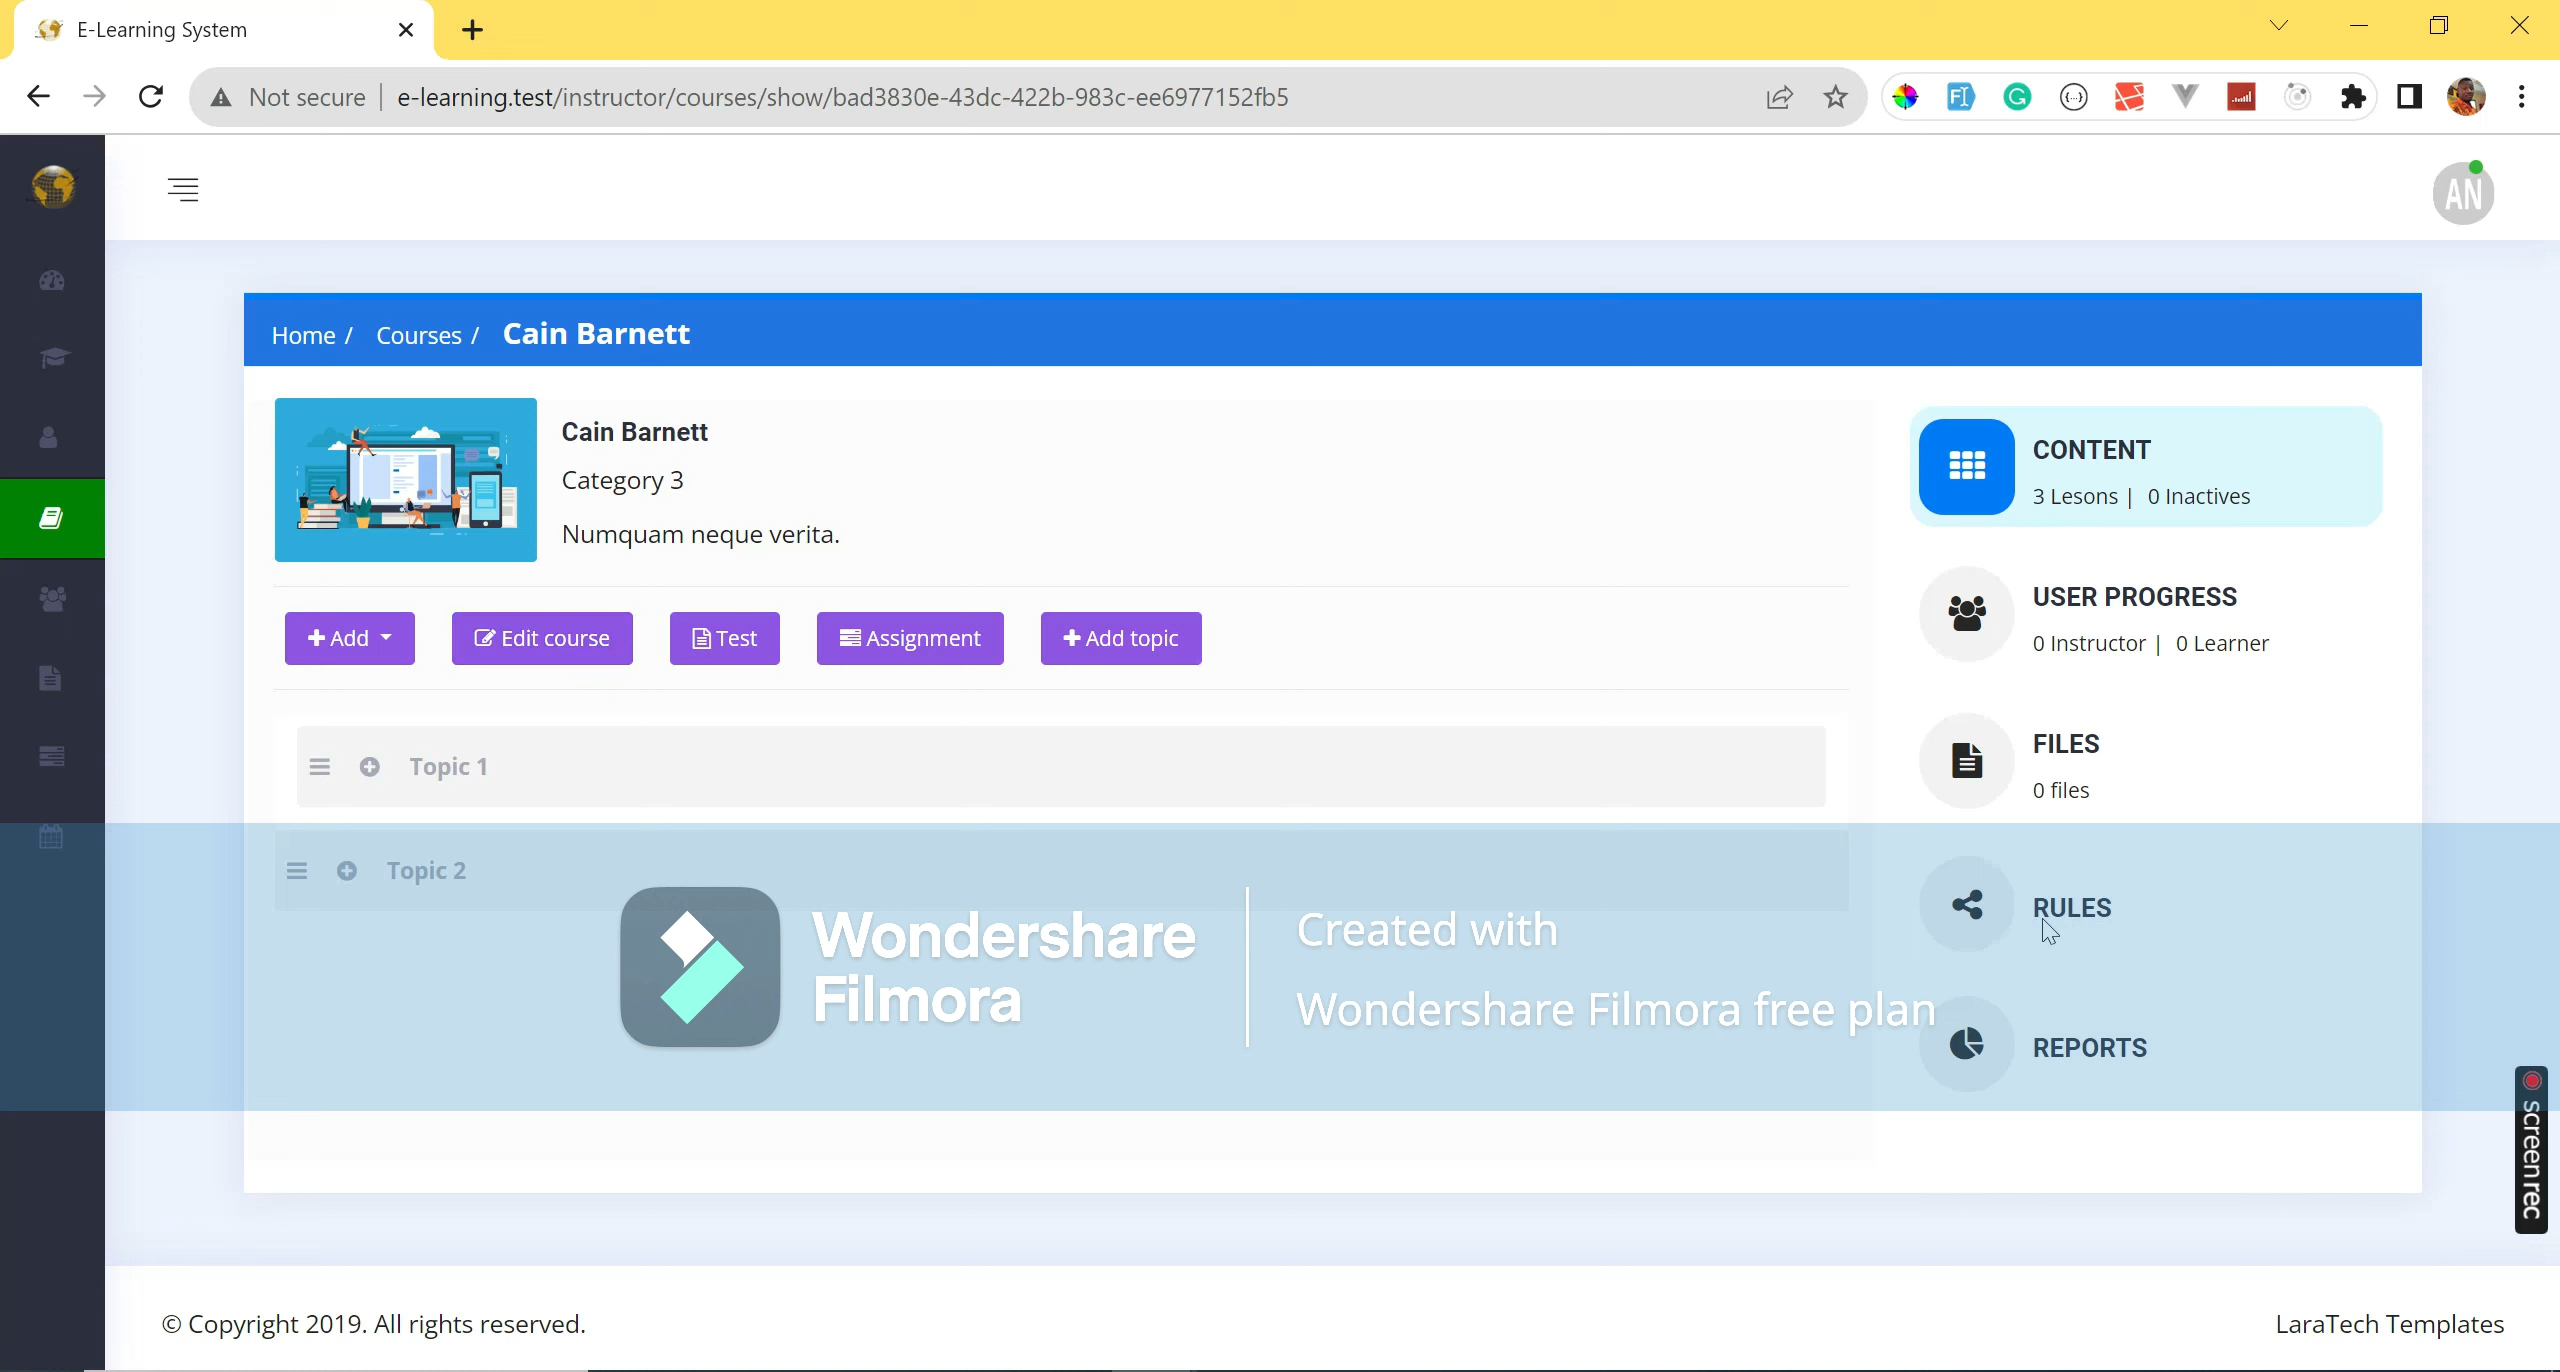 E-Learning System
Not secure
e-learning.test/instructor/courses/show/bad3830e-43dc-422b-983c-ee6977152fb5
AN
Home / Courses / Cain Barnett
Cain Barnett
Category 3
Numquam neque verita.
Add
Edit course
Test
Assignment
Add topic
Topic 1
Topic 2
CONTENT
3 Lesons | 0 Inactives
USER PROGRESS
0 Instructor | 0 Learner
FILES
0 files
RULES
REPORTS
Wondershare
Filmora
Created with
Wondershare Filmora free plan
screenrec
© Copyright 2019. All rights reserved.
LaraTech Templates